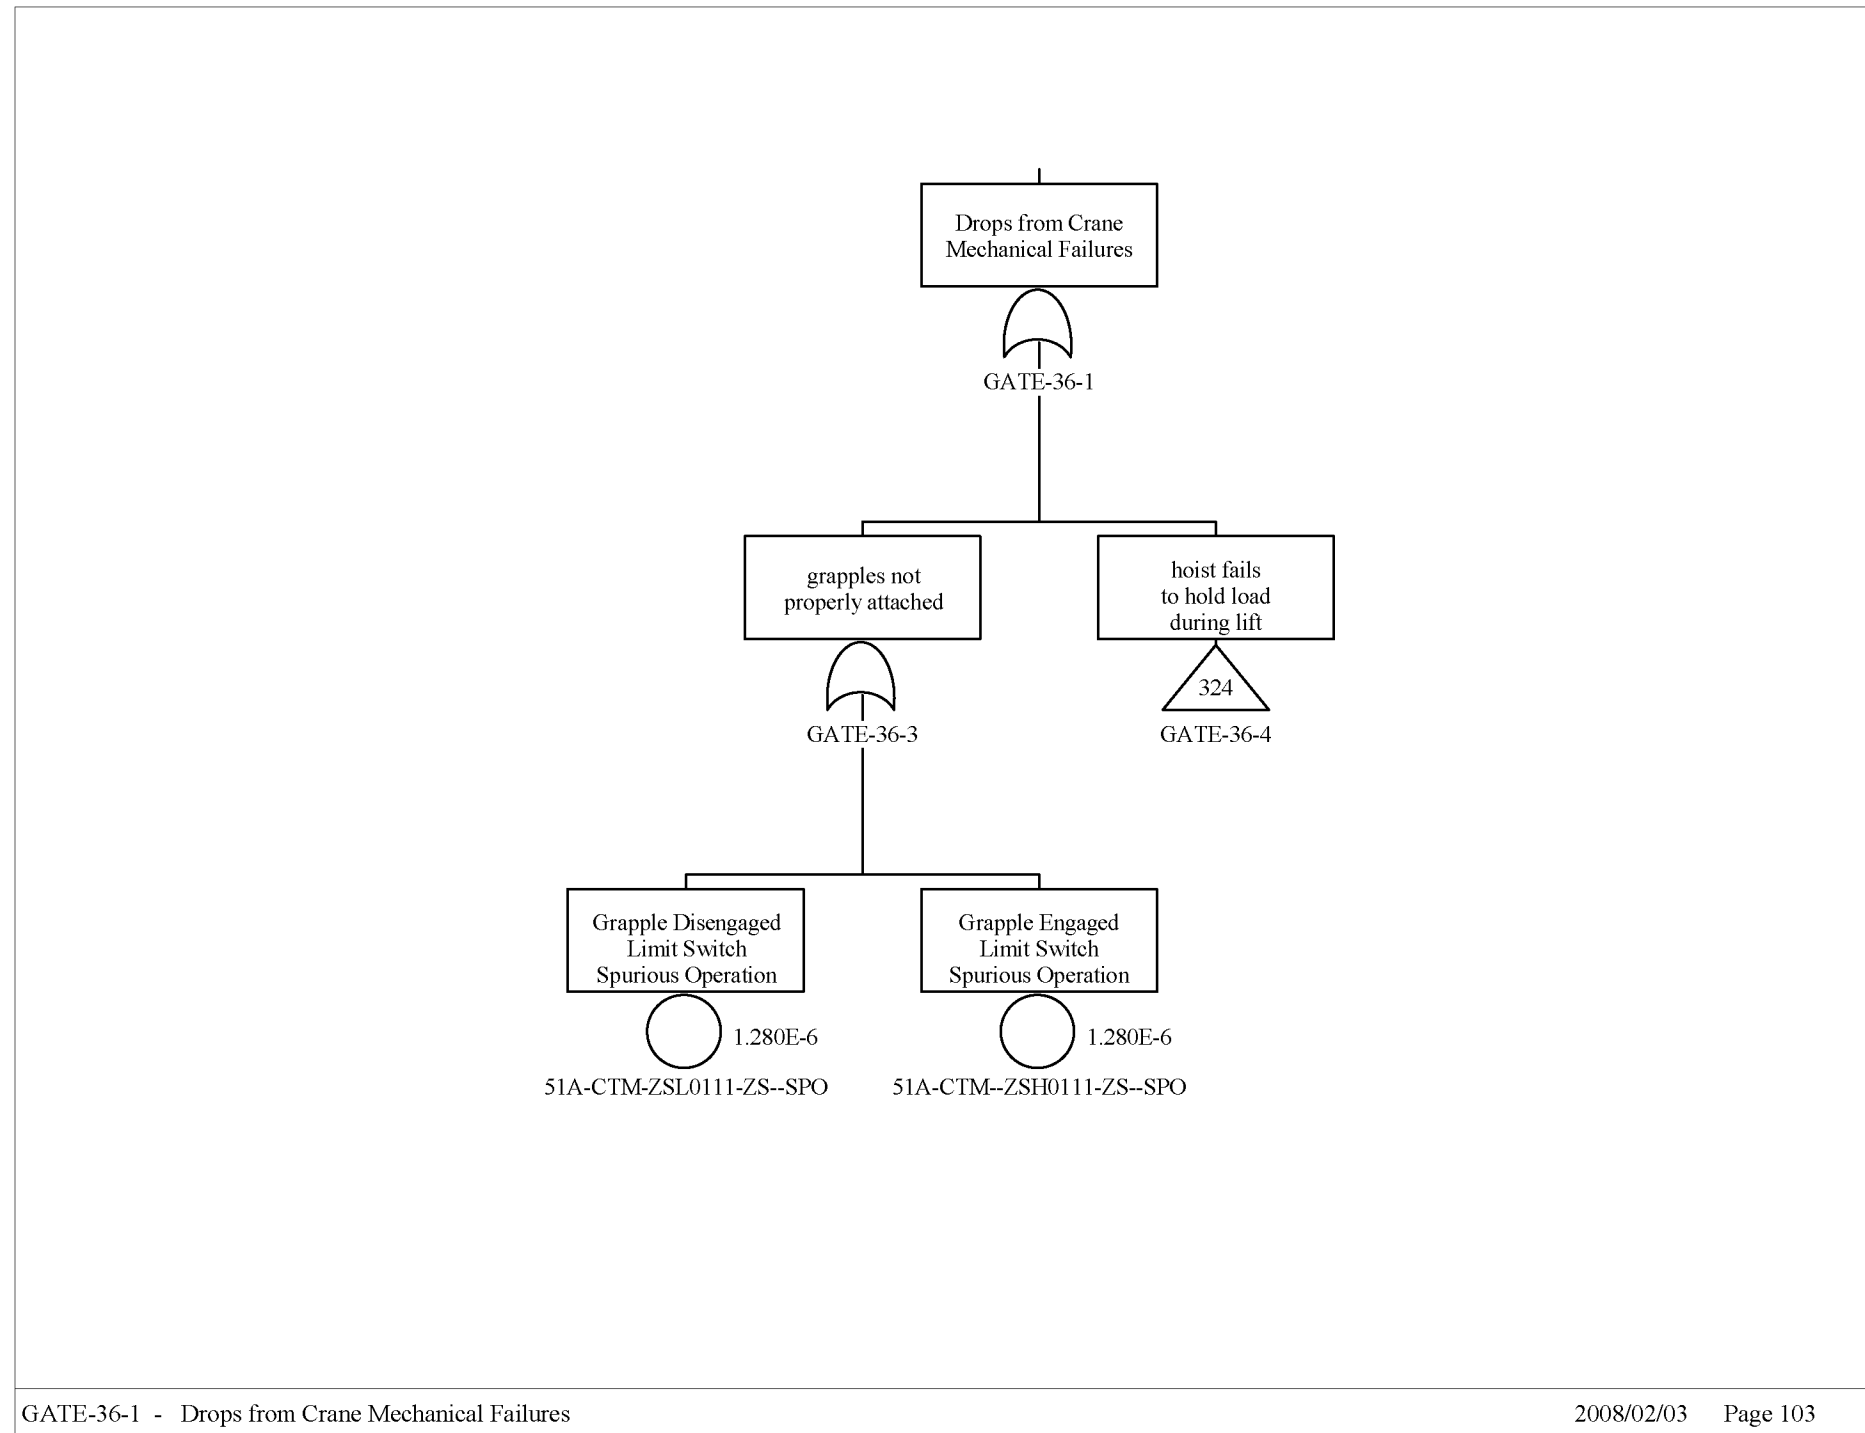 Drops from Crane
Mechanical Failures
GATE-36-1
grapples not
properly attached
GATE-36-3
hoist fails
to hold load
during lift
324
GATE-36-4
Grapple Disengaged
Limit Switch
Spurious Operation
1.280E-6
51A-CTM-ZSL0111-ZS--SPO
Grapple Engaged
Limit Switch
Spurious Operation
1.280E-6
51A-CTM--ZSH0111-ZS--SPO
GATE-36-1 - Drops from Crane Mechanical Failures
2008/02/03 Page 103